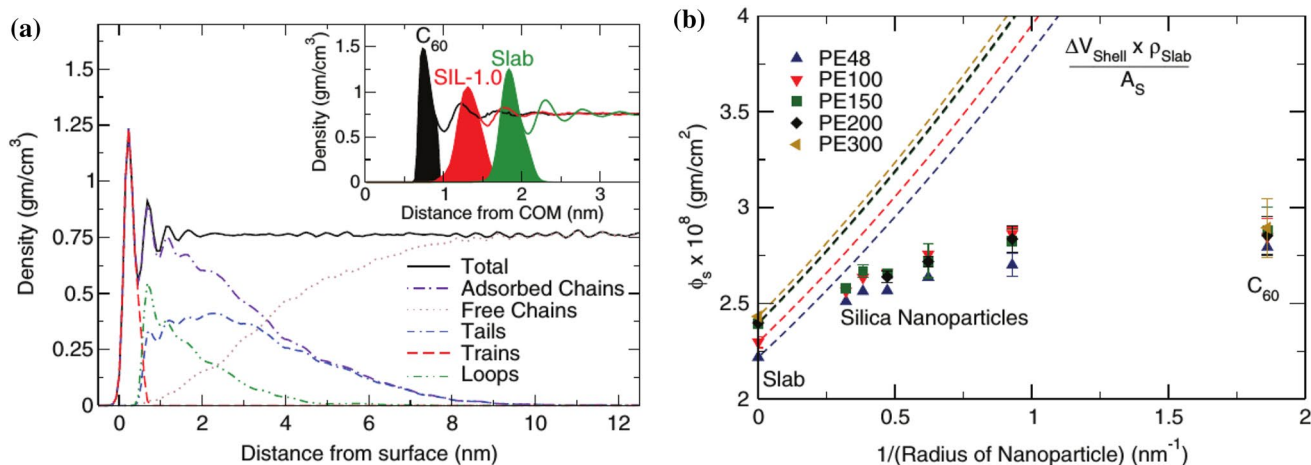 (a)
1.5
1.25
1
0.75
0.5
0.25
0
Density (gm/cm³)
0 2 4 6 8 10 12
Distance from surface (nm)
Total
Adsorbed Chains
Free Chains
Tails
Trains
Loops
1.5
1
0.5
0
Density (gm/cm³)
C₆₀
SIL-1.0
Slab
0 1 2 3
Distance from COM (nm)
(b)
4
3.5
3
2.5
2
ϕₛ x 10⁸ (gm/cm²)
PE48
PE100
PE150
PE200
PE300
ΔV_Shell x ρ_Slab
A_S
Silica Nanoparticles
C₆₀
Slab
0 0.5 1 1.5 2
1/(Radius of Nanoparticle) (nm⁻¹)